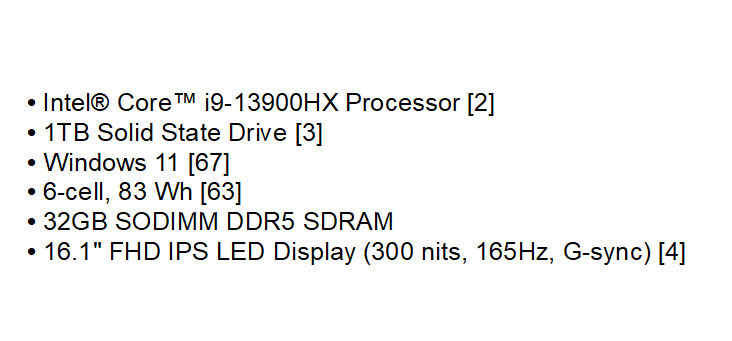 • Intel® Core™ i9-13900HX Processor [2]
• 1TB Solid State Drive [3]
• Windows 11 [67]
• 6-cell, 83 Wh [63]
• 32GB SODIMM DDR5 SDRAM
• 16.1" FHD IPS LED Display (300 nits, 165Hz, G-sync) [4]